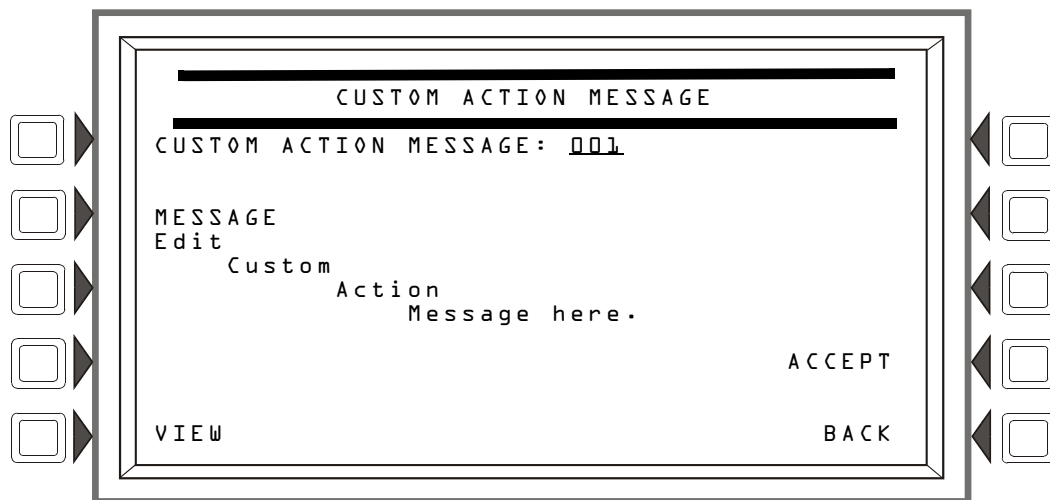 CUSTOM ACTION MESSAGE
CUSTOM ACTION MESSAGE: 001
MESSAGE
Edit
Custom
Action
Message here.
ACCEPT
VIEW
BACK